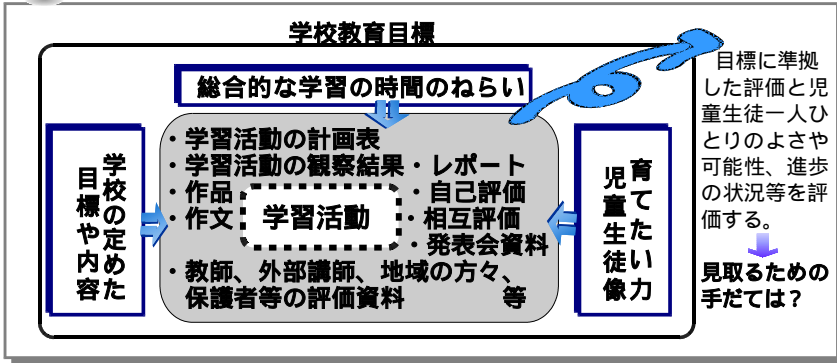 学校教育目標
総合的な学習の時間のねらい
学校の定めた
目標や内容
・学習活動の計画表
・学習活動の観察結果・レポート
・作品
・自己評価
・作文
学習活動
・相互評価
・発表会資料
・教師、外部講師、地域の方々、
保護者等の評価資料 等
育てたい力
児童生徒像
目標に準拠
した評価と児
童生徒一人ひ
とりのよさや
可能性、進歩
の状況等を評
価する。
見取るための
手だては？